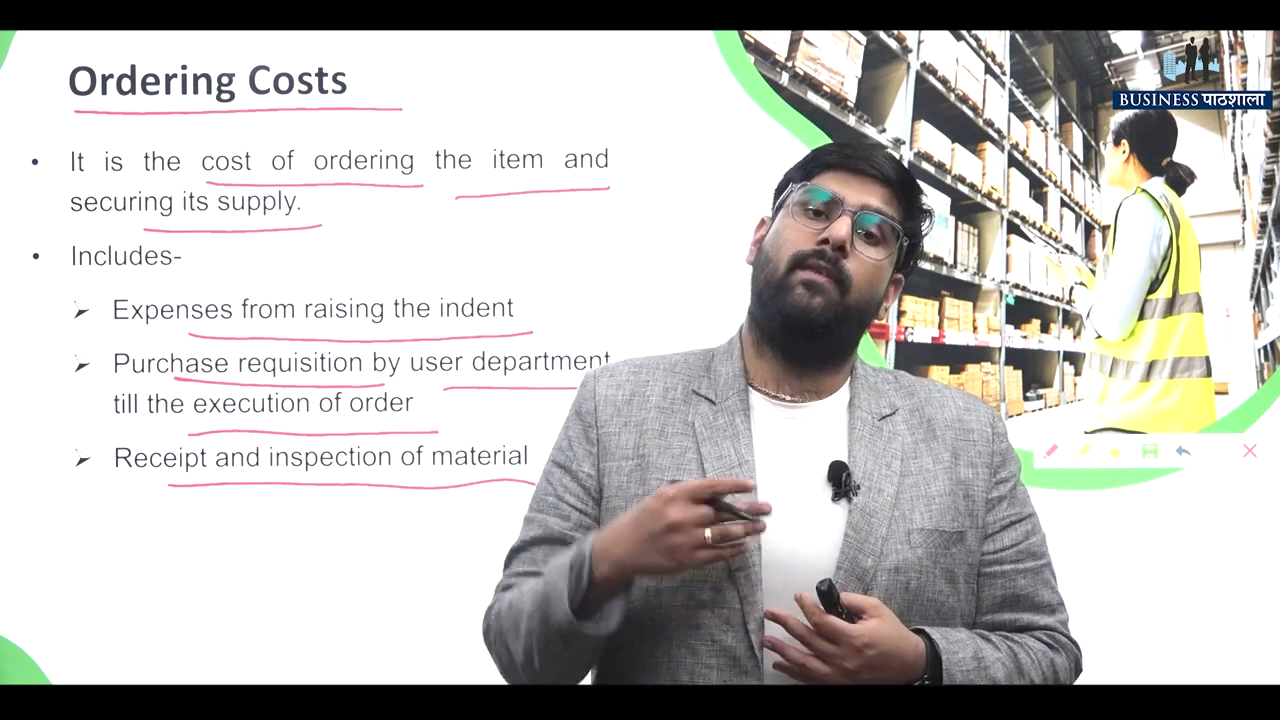 Ordering Costs
BUSINESS पाठशाला
• It is the cost of ordering the item and
securing its supply.
• Includes-
➢ Expenses from raising the indent
➢ Purchase requisition by user department
till the execution of order
➢ Receipt and inspection of material